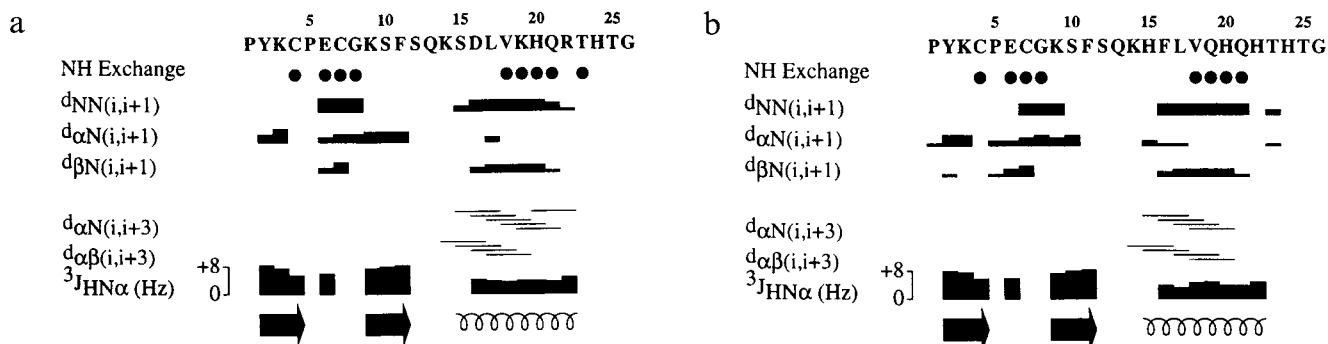 a
5 10 15 20 25
PYKCPECGKSFSQKSDLVKHQRTHTG
NH Exchange
dNN(i,i+1)
dαN(i,i+1)
dβN(i,i+1)
dαN(i,i+3)
dαβ(i,i+3)
³JHNα (Hz)
+8
0
b
5 10 15 20 25
PYKCPECGKSFSQKHFLVQHQHTHTG
NH Exchange
dNN(i,i+1)
dαN(i,i+1)
dβN(i,i+1)
dαN(i,i+3)
dαβ(i,i+3)
³JHNα (Hz)
+8
0